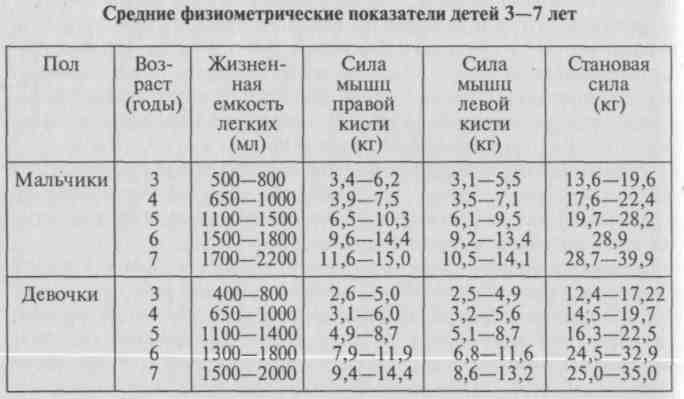 Средние физиометрические показатели детей 3—7 лет
Пол Воз- Жизнен- Сила Сила Становая
раст ная мышц мышц сила
(годы) емкость правой левой (кг)
легких кисти кисти
(мл) (кг) (кг)
Мальчики 3 500—800 3,4—6,2 3,1—5,5 13,6—19,6
4 650—1000 3,9—7,5 3,5—7,1 17,6—22,4
5 1100—1500 6,5—10,3 6,1—9,5 19,7—28,2
6 1500—1800 9,6—14,4 9,2—13,4 28,9
7 1700—2200 11,6—15,0 10,5—14,1 28,7—39,9
Девочки 3 400—800 2,6—5,0 2,5—4,9 12,4—17,22
4 650—1000 3,1—6,0 3,2—5,6 14,5—19,7
5 1100—1400 4,9—8,7 5,1—8,7 16,3—22,5
6 1300—1800 7,9—11,9 6,8—11,6 24,5—32,9
7 1500—2000 9,4—14,4 8,6—13,2 25,0—35,0